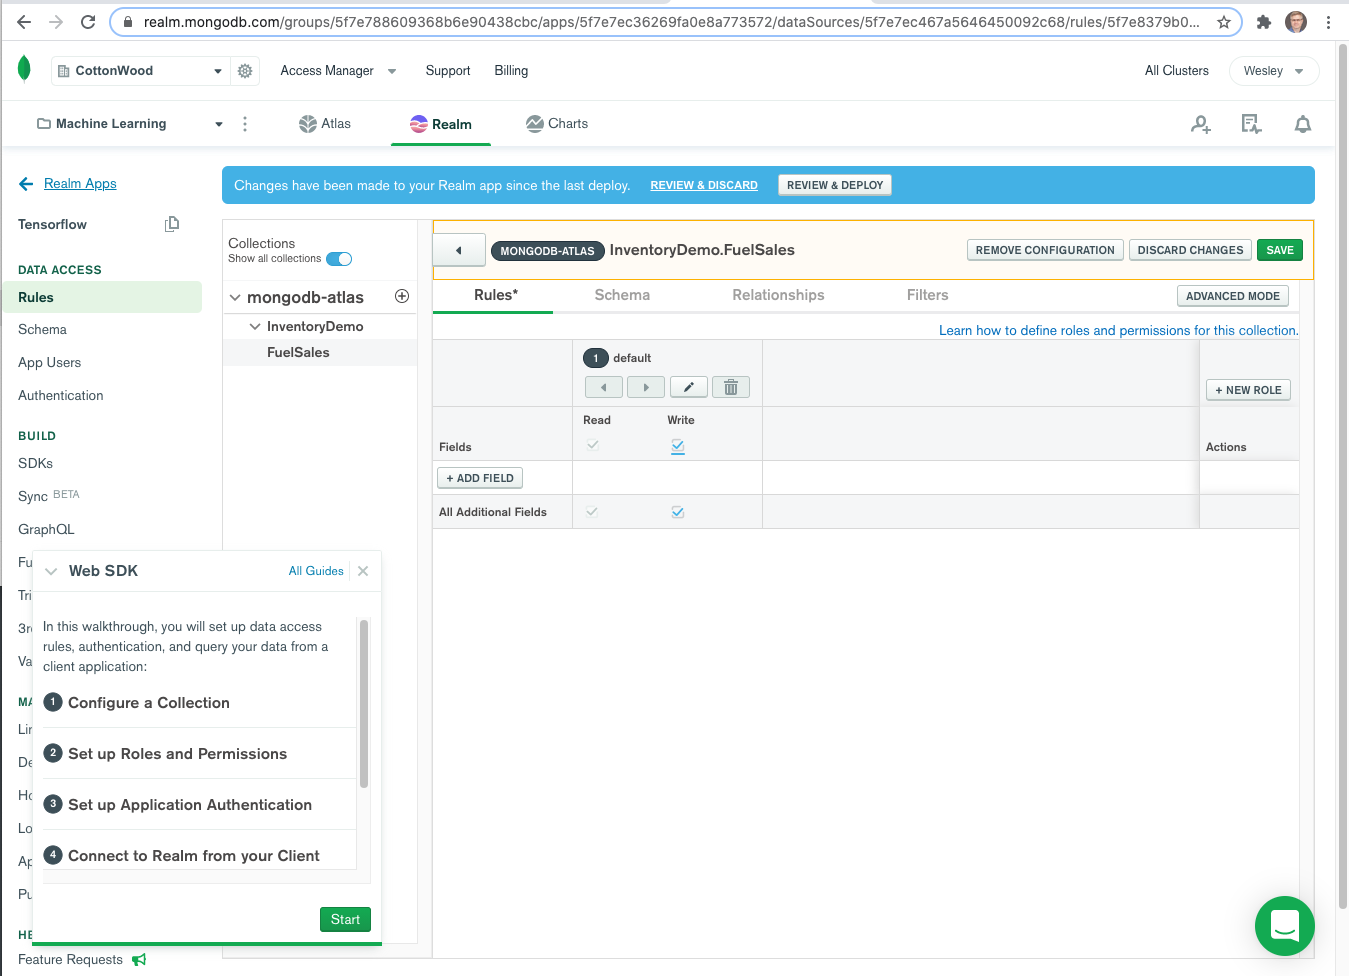 realm.mongodb.com/groups/5f7e788609368b6e90438cbc/apps/5f7e7ec36269fa0e8a773572/dataSources/5f7e7ec467a5646450092c68/rules/5f7e8379b0...
CottonWood
Access Manager
Support
Billing
All Clusters
Wesley
Machine Learning
Atlas
Realm
Charts
Realm Apps
Changes have been made to your Realm app since the last deploy. REVIEW & DISCARD REVIEW & DEPLOY
Tensorflow
DATA ACCESS
Rules
Schema
App Users
Authentication
BUILD
SDKs
Sync BETA
GraphQL
Fu
Tri
3r
Va
MA
Lin
De
Ho
Lo
Ap
Pu
HE
Feature Requests
Collections
Show all collections
mongodb-atlas
InventoryDemo
FuelSales
MONGODB-ATLAS InventoryDemo.FuelSales
REMOVE CONFIGURATION
DISCARD CHANGES
SAVE
Rules*
Schema
Relationships
Filters
ADVANCED MODE
Learn how to define roles and permissions for this collection.
1 default
+ NEW ROLE
Read Write
Fields
Actions
+ ADD FIELD
All Additional Fields
Web SDK
All Guides
In this walkthrough, you will set up data access
rules, authentication, and query your data from a
client application:
1 Configure a Collection
2 Set up Roles and Permissions
3 Set up Application Authentication
4 Connect to Realm from your Client
Start